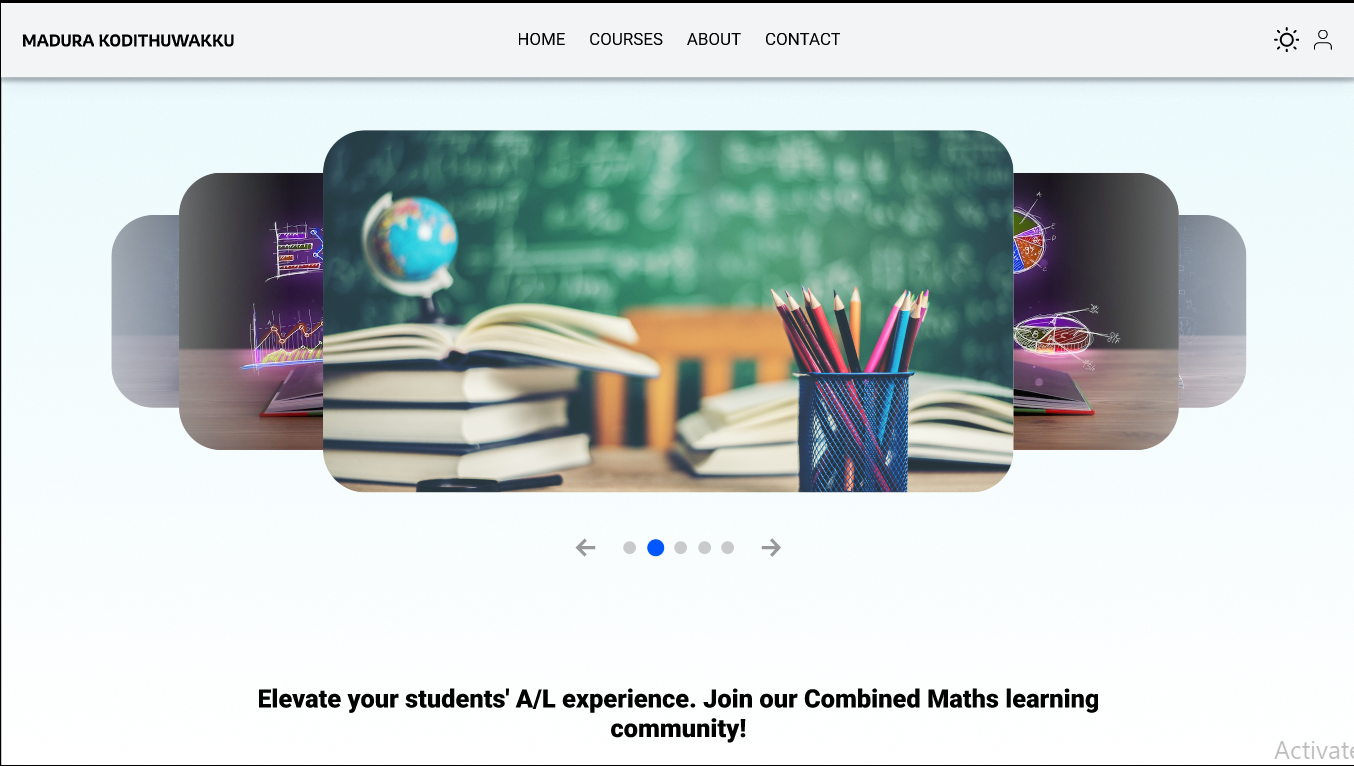 MADURA KODITHUWAKKU
HOME COURSES ABOUT CONTACT
Elevate your students' A/L experience. Join our Combined Maths learning
community!
Activate